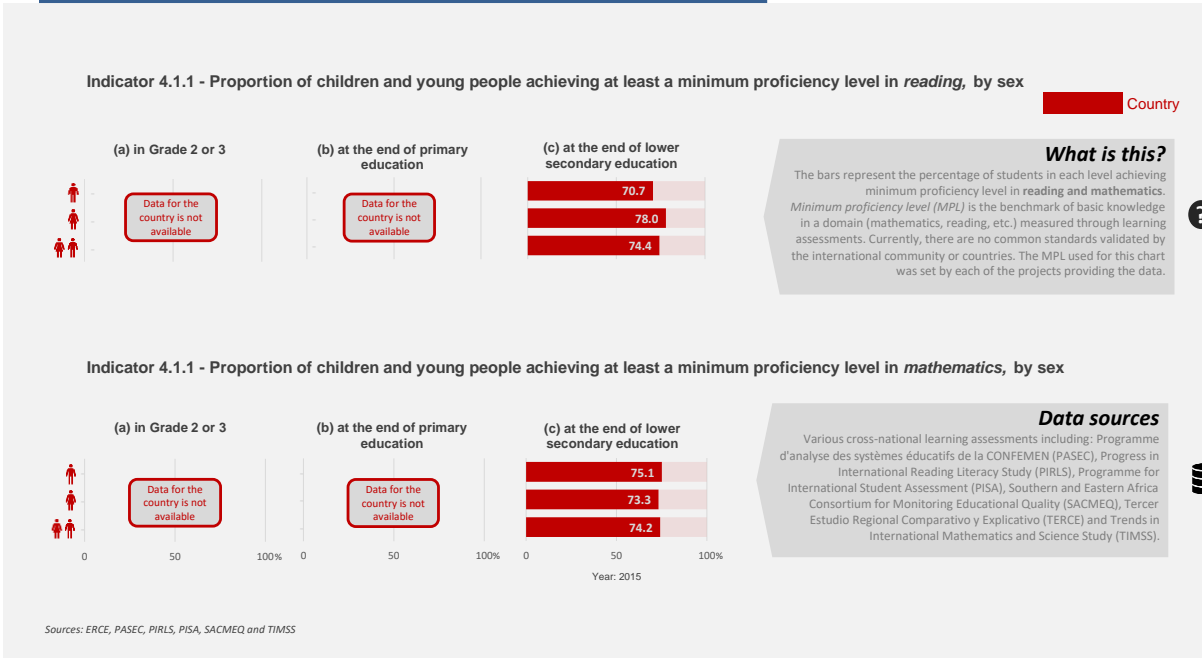 Indicator 4.1.1 - Proportion of children and young people achieving at least a minimum proficiency level in reading, by sex
Country
(a) in Grade 2 or 3
(b) at the end of primary
education
(c) at the end of lower
secondary education
Data for the
country is not
available
Data for the
country is not
available
70.7
78.0
74.4
What is this?
The bars represent the percentage of students in each level achieving
minimum proficiency level in reading and mathematics.
Minimum proficiency level (MPL) is the benchmark of basic knowledge
in a domain (mathematics, reading, etc.) measured through learning
assessments. Currently, there are no common standards validated by
the international community or countries. The MPL used for this chart
was set by each of the projects providing the data.
?
Indicator 4.1.1 - Proportion of children and young people achieving at least a minimum proficiency level in mathematics, by sex
(a) in Grade 2 or 3
(b) at the end of primary
education
(c) at the end of lower
secondary education
Data for the
country is not
available
Data for the
country is not
available
75.1
73.3
74.2
0 50 100%
0 50 100%
0 50 100%
Year: 2015
Data sources
Various cross-national learning assessments including: Programme
d'analyse des systèmes éducatifs de la CONFEMEN (PASEC), Progress in
International Reading Literacy Study (PIRLS), Programme for
International Student Assessment (PISA), Southern and Eastern Africa
Consortium for Monitoring Educational Quality (SACMEQ), Tercer
Estudio Regional Comparativo y Explicativo (TERCE) and Trends in
International Mathematics and Science Study (TIMSS).
Sources: ERCE, PASEC, PIRLS, PISA, SACMEQ and TIMSS